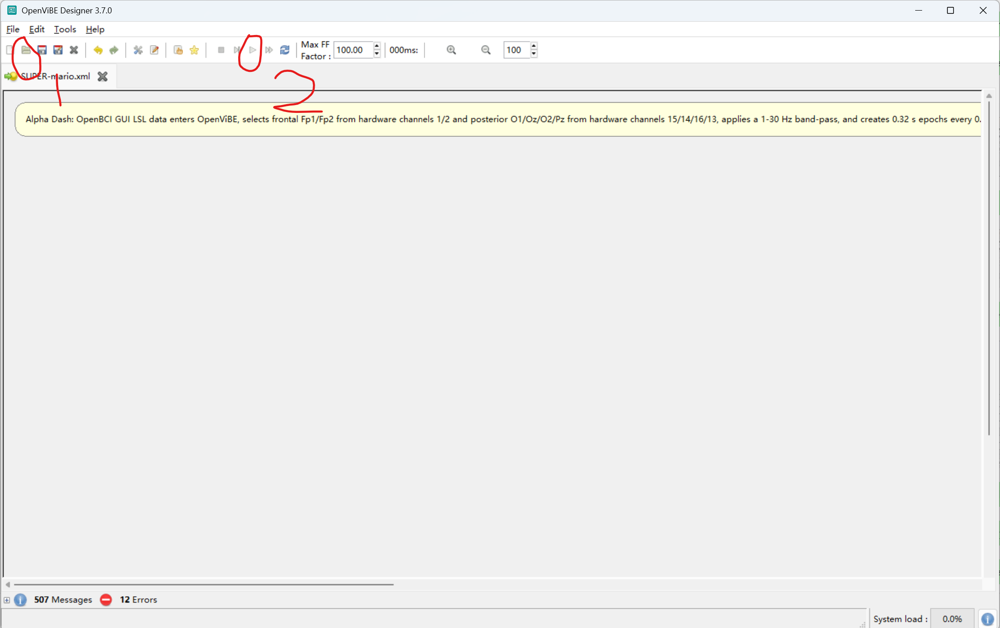 OpenViBE Designer 3.7.0
File Edit Tools Help
Max FF Factor : 100.00 000ms: 100
SUPER-mario.xml
1
2
Alpha Dash: OpenBCI GUI LSL data enters OpenViBE, selects frontal Fp1/Fp2 from hardware channels 1/2 and posterior O1/Oz/O2/Pz from hardware channels 15/14/16/13, applies a 1-30 Hz band-pass, and creates 0.32 s epochs every 0.
507 Messages 12 Errors
System load : 0.0%